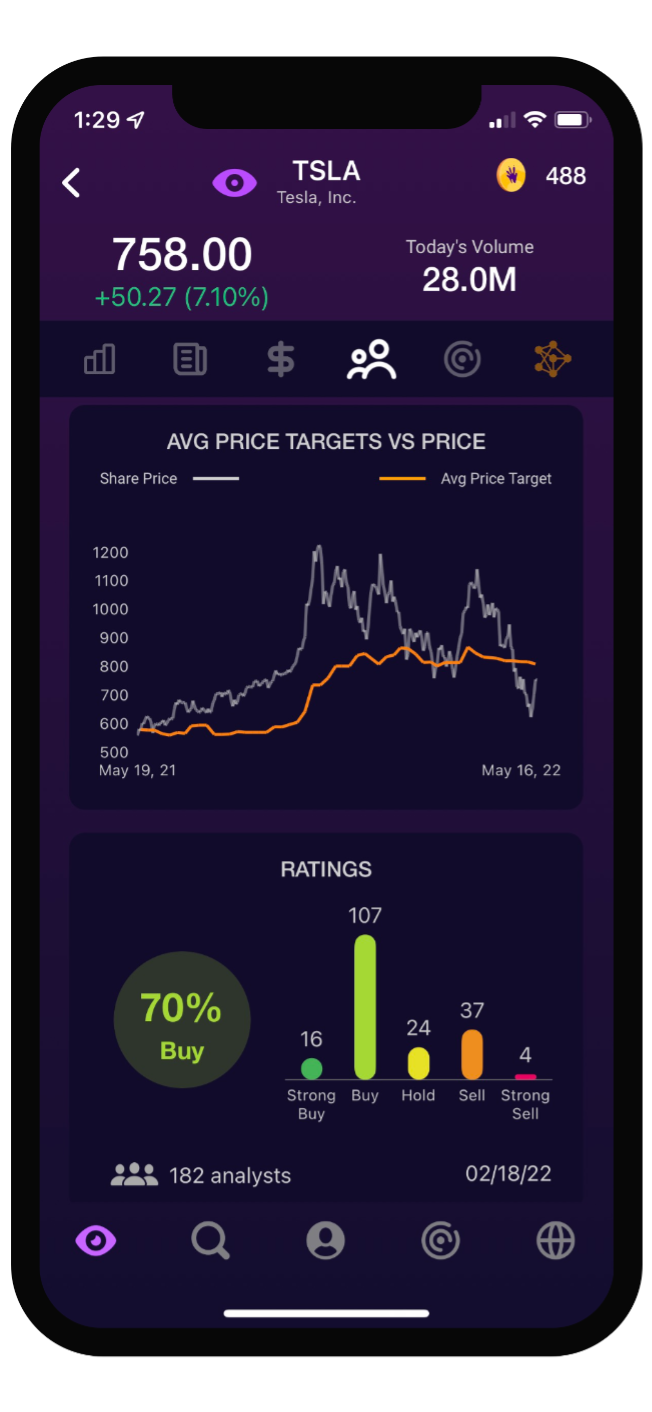 1:29
TSLA
Tesla, Inc.
488
758.00
+50.27 (7.10%)
Today's Volume
28.0M
AVG PRICE TARGETS VS PRICE
Share Price
Avg Price Target
1200
1100
1000
900
800
700
600
500
May 19, 21
May 16, 22
RATINGS
70%
Buy
16
107
24
37
4
Strong
Buy
Buy
Hold
Sell
Strong
Sell
182 analysts
02/18/22